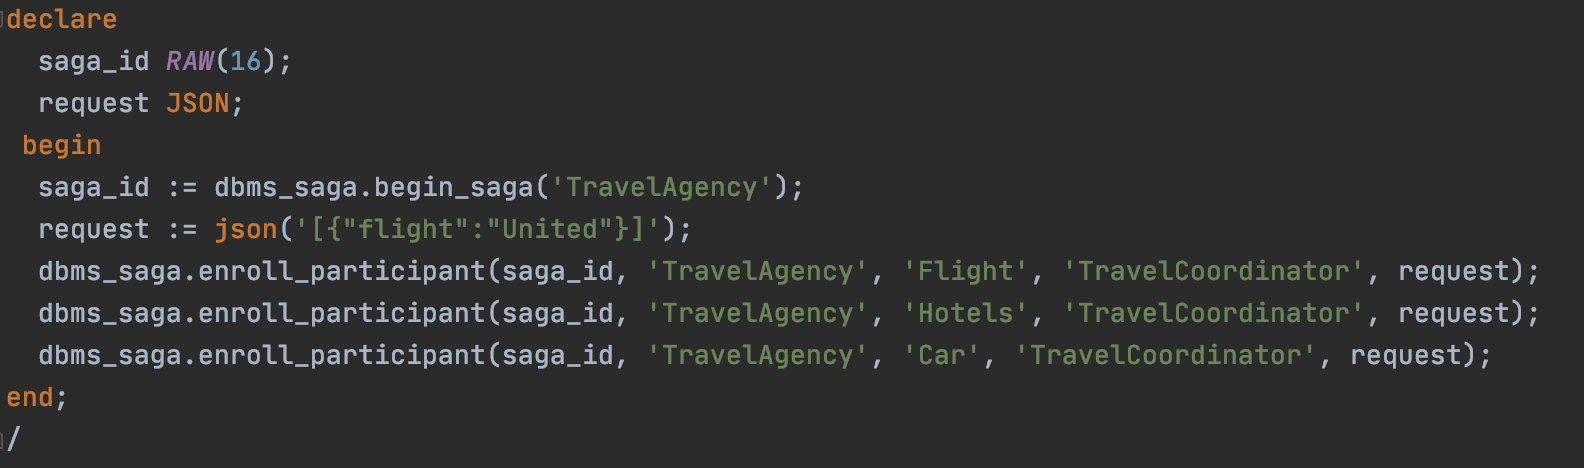 declare
  saga_id RAW(16);
  request JSON;
 begin
  saga_id := dbms_saga.begin_saga('TravelAgency');
  request := json('[{"flight":"United"}]');
  dbms_saga.enroll_participant(saga_id, 'TravelAgency', 'Flight', 'TravelCoordinator', request);
  dbms_saga.enroll_participant(saga_id, 'TravelAgency', 'Hotels', 'TravelCoordinator', request);
  dbms_saga.enroll_participant(saga_id, 'TravelAgency', 'Car', 'TravelCoordinator', request);
end;
/